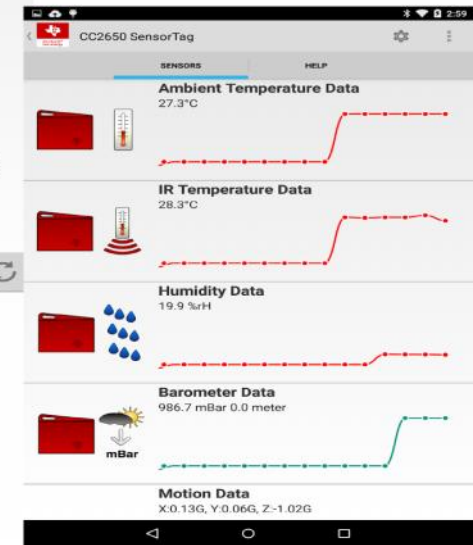 2:59
CC2650 SensorTag
SENSORS HELP
Ambient Temperature Data
27.3°C
IR Temperature Data
28.3°C
Humidity Data
19.9 %rH
Barometer Data
986.7 mBar 0.0 meter
mBar
Motion Data
X:0.13G, Y:0.06G, Z:-1.02G